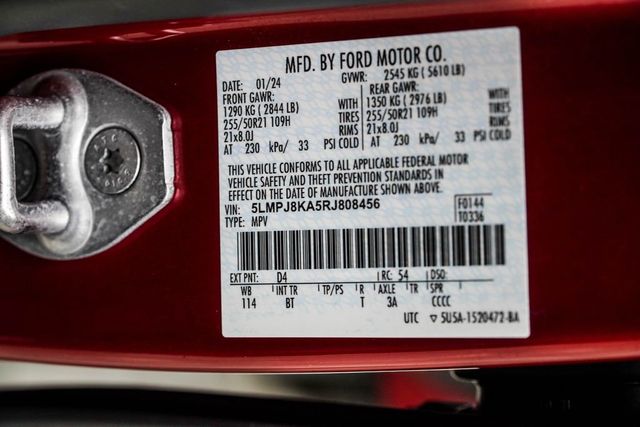 MFD. BY FORD MOTOR CO.
DATE: 01/24 GVWR: 2545 KG ( 5610 LB)
FRONT GAWR: REAR GAWR:
1290 KG ( 2844 LB) WITH 1350 KG ( 2976 LB) WITH
255/50R21 109H TIRES 255/50R21 109H TIRES
21x8.0J RIMS 21x8.0J RIMS
AT 230 kPa/ 33 PSI COLD AT 230 kPa/ 33 PSI COLD
THIS VEHICLE CONFORMS TO ALL APPLICABLE FEDERAL MOTOR
VEHICLE SAFETY AND THEFT PREVENTION STANDARDS IN
EFFECT ON THE DATE OF MANUFACTURE SHOWN ABOVE.
VIN: 5LMPJ8KA5RJ808456 F0144
TYPE: MPV T0336
EXT PNT: D4 RC: 54 DSO:
WB INT TR TP/PS R AXLE TR SPR
114 BT T 3A CCCC
UTC ▽ 5U5A-1520472-BA